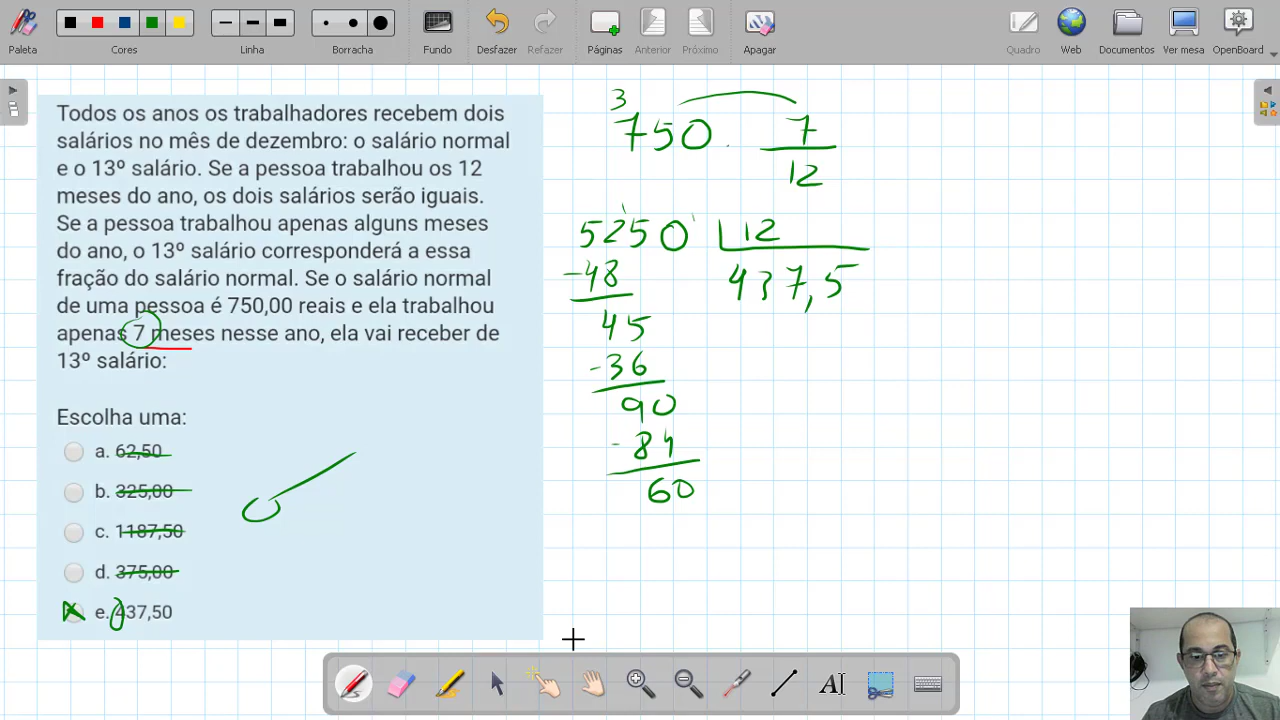 Paleta
Cores
Linha
Borracha
Fundo
Desfazer
Refazer
Páginas
Anterior
Próximo
Apagar
Quadro
Web
Documentos
Ver mesa
OpenBoard
Todos os anos os trabalhadores recebem dois
salários no mês de dezembro: o salário normal
e o 13º salário. Se a pessoa trabalhou os 12
meses do ano, os dois salários serão iguais.
Se a pessoa trabalhou apenas alguns meses
do ano, o 13º salário corresponderá a essa
fração do salário normal. Se o salário normal
de uma pessoa é 750,00 reais e ela trabalhou
apenas 7 meses nesse ano, ela vai receber de
13º salário:
Escolha uma:
a. 62,50
b. 325,00
c. 1187,50
d. 375,00
e. 437,50
3
750 . 7
12
5250 12
-48 437,5
45
-36
90
-84
60